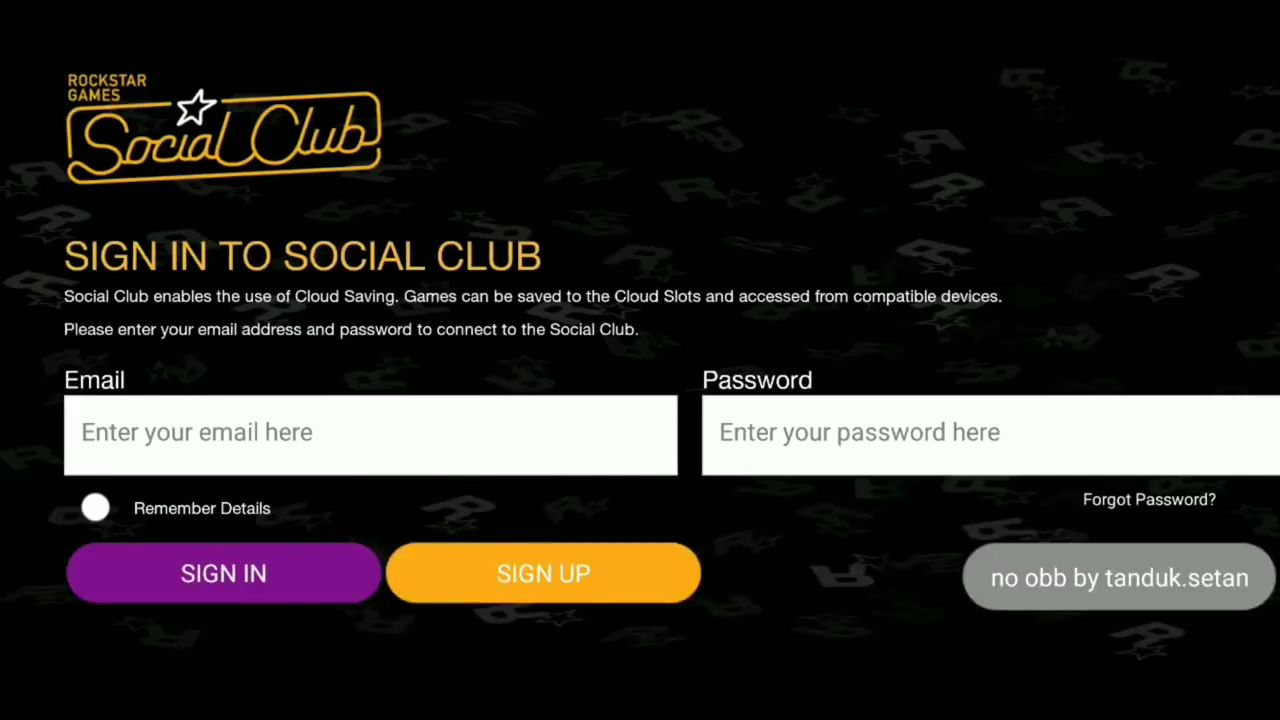 ROCKSTAR
GAMES
Social Club
SIGN IN TO SOCIAL CLUB
Social Club enables the use of Cloud Saving. Games can be saved to the Cloud Slots and accessed from compatible devices.
Please enter your email address and password to connect to the Social Club.
Email
Password
Enter your email here
Enter your password here
Remember Details
Forgot Password?
SIGN IN
SIGN UP
no obb by tanduk.setan